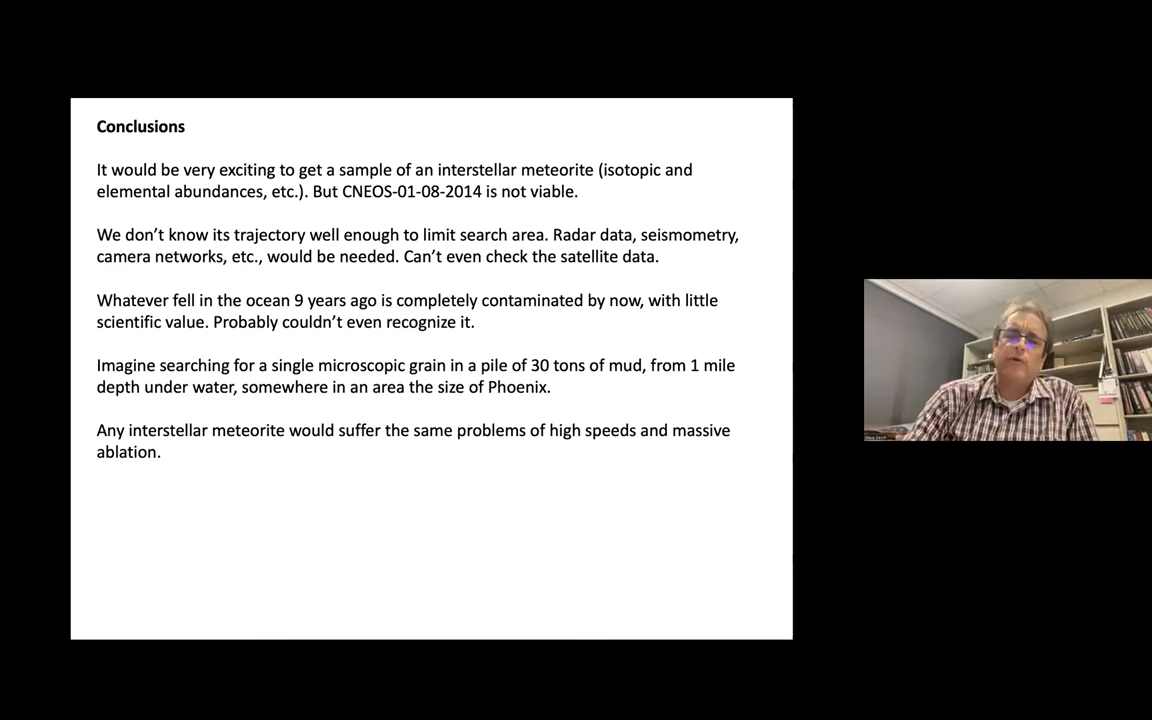 Conclusions
It would be very exciting to get a sample of an interstellar meteorite (isotopic and
elemental abundances, etc.). But CNEOS-01-08-2014 is not viable.
We don’t know its trajectory well enough to limit search area. Radar data, seismometry,
camera networks, etc., would be needed. Can’t even check the satellite data.
Whatever fell in the ocean 9 years ago is completely contaminated by now, with little
scientific value. Probably couldn’t even recognize it.
Imagine searching for a single microscopic grain in a pile of 30 tons of mud, from 1 mile
depth under water, somewhere in an area the size of Phoenix.
Any interstellar meteorite would suffer the same problems of high speeds and massive
ablation.